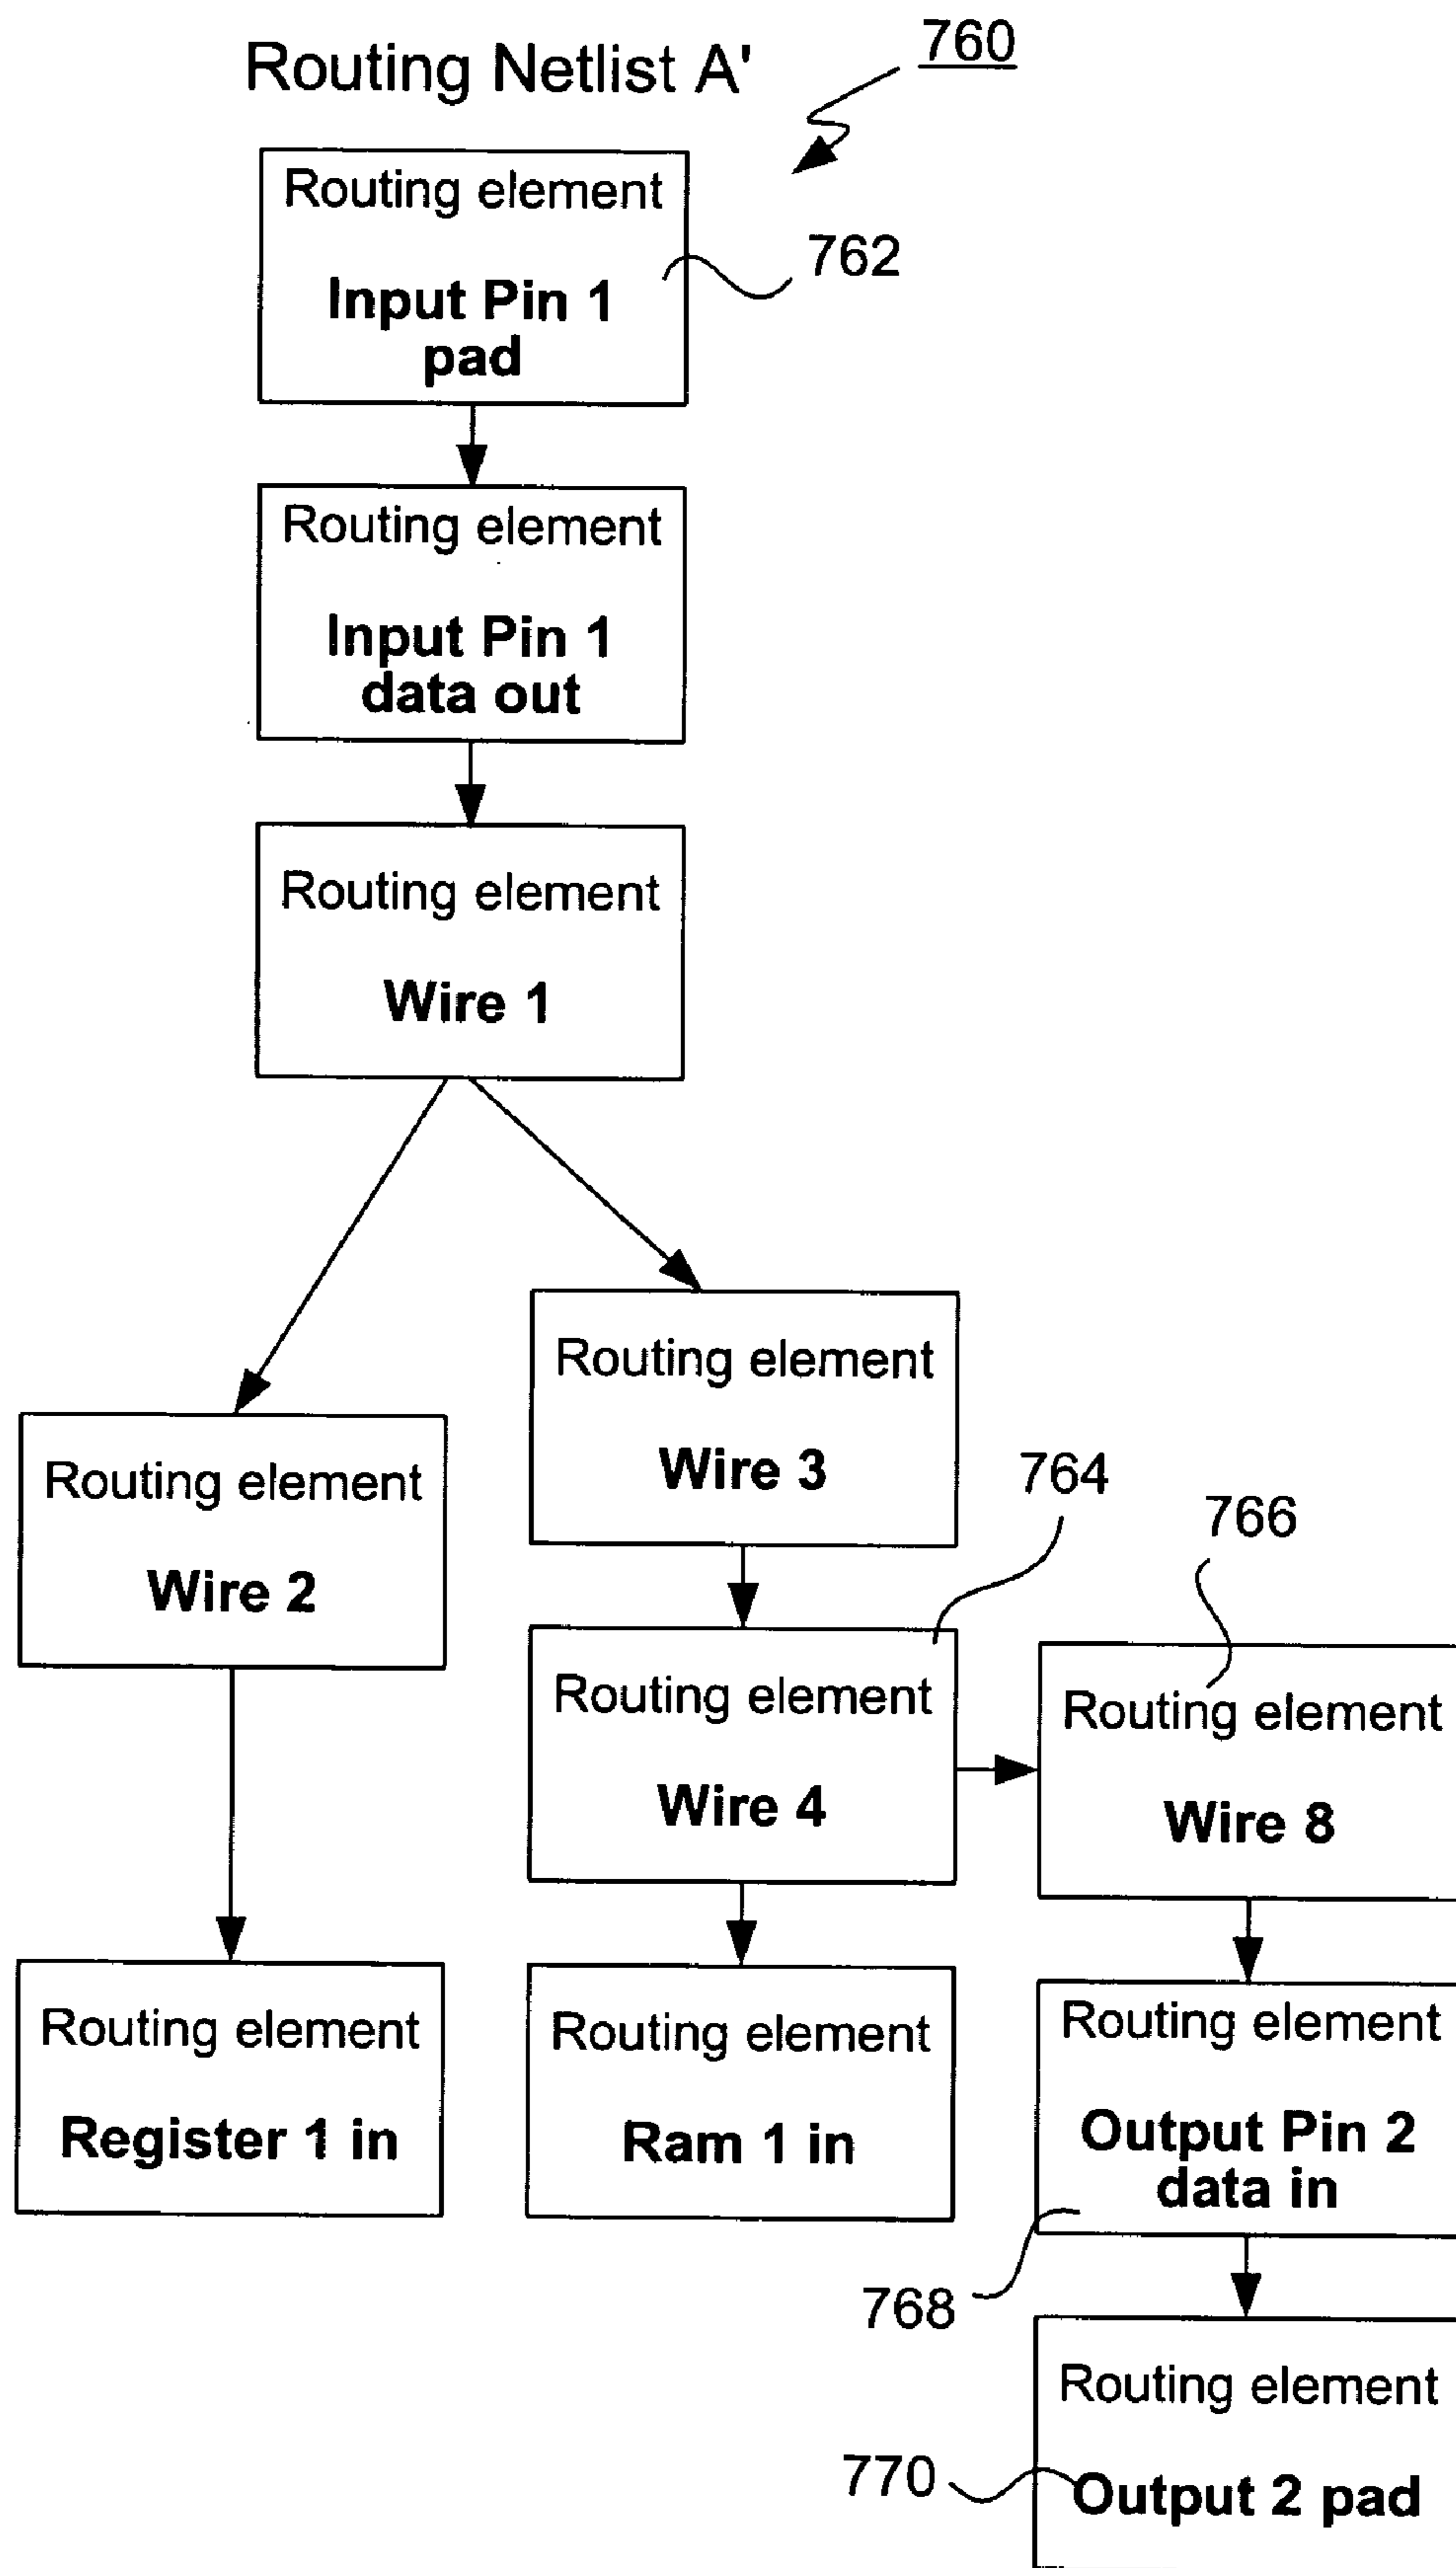 Routing Netlist A'
760
Routing element
Input Pin 1
pad
762
Routing element
Input Pin 1
data out
Routing element
Wire 1
Routing element
Wire 3
Routing element
Wire 2
764
766
Routing element
Wire 4
Routing element
Wire 8
Routing element
Register 1 in
Routing element
Ram 1 in
Routing element
Output Pin 2
data in
768
Routing element
Output 2 pad
770